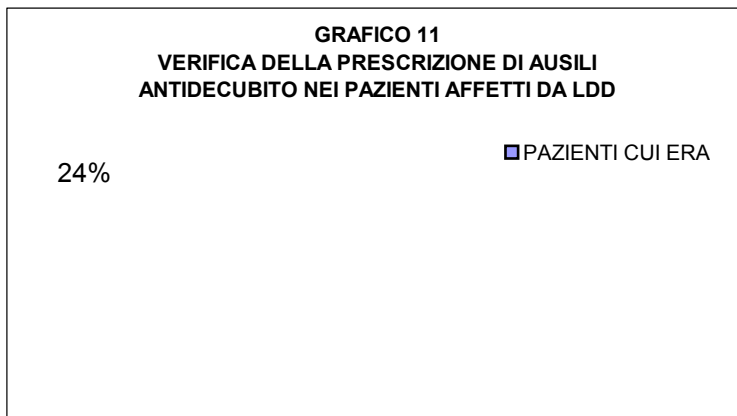 GRAFICO 11
VERIFICA DELLA PRESCRIZIONE DI AUSILI
ANTIDECUBITO NEI PAZIENTI AFFETTI DA LDD
PAZIENTI CUI ERA
24%